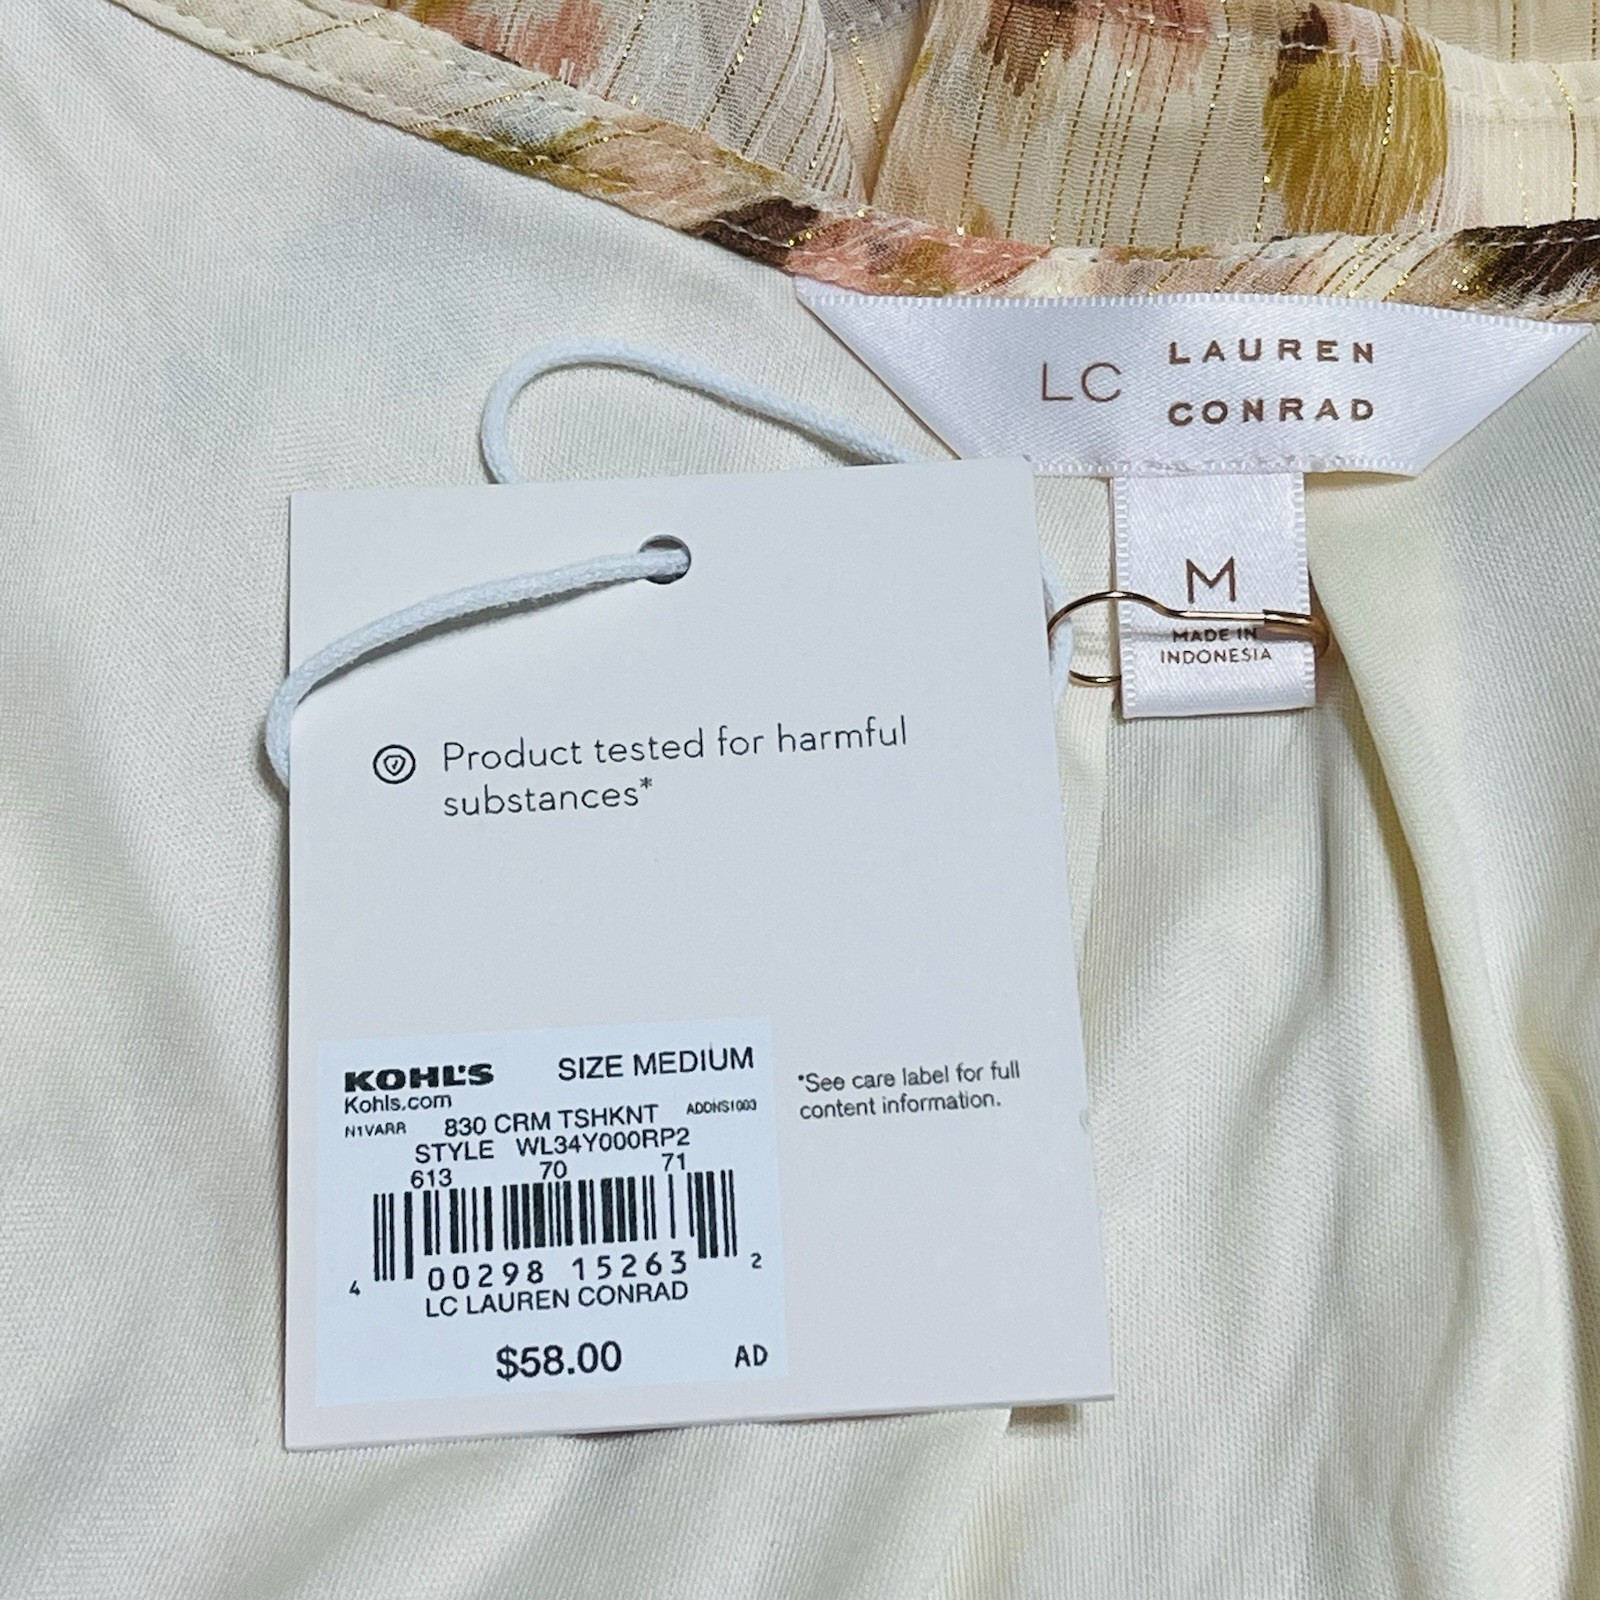 LC LAUREN
CONRAD
M
MADE IN
INDONESIA
Product tested for harmful
substances*
KOHL'S SIZE MEDIUM
Kohls.com
N1VARR 830 CRM TSHKNT ADDNS1003
STYLE WL34Y000RP2
613 70 71
4 00298 15263 2
LC LAUREN CONRAD
$58.00 AD
*See care label for full
content information.